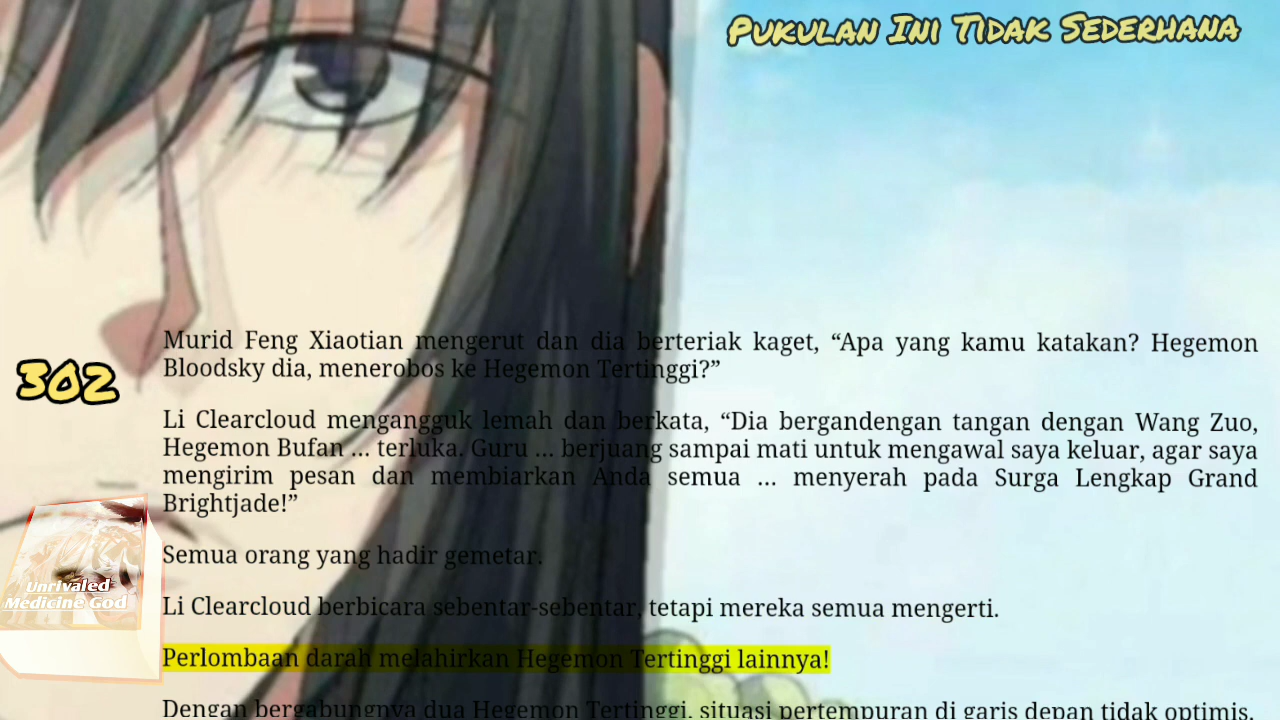 Pukulan Ini Tidak Sederhana
Murid Feng Xiaotian mengerut dan dia berteriak kaget, “Apa yang kamu katakan? Hegemon
Bloodsky dia, menerobos ke Hegemon Tertinggi?”
302
Li Clearcloud mengangguk lemah dan berkata, “Dia bergandengan tangan dengan Wang Zuo,
Hegemon Bufan ... terluka. Guru ... berjuang sampai mati untuk mengawal saya keluar, agar saya
mengirim pesan dan membiarkan Anda semua ... menyerah pada Surga Lengkap Grand
Brightjade!”
Semua orang yang hadir gemetar.
Unrivaled
Medicine God
Li Clearcloud berbicara sebentar-sebentar, tetapi mereka semua mengerti.
Perlombaan darah melahirkan Hegemon Tertinggi lainnya!
Dengan bergabungnya dua Hegemon Tertinggi, situasi pertempuran di garis depan tidak optimis.